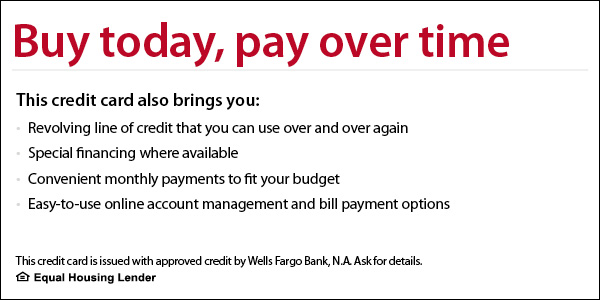 Buy today, pay over time
This credit card also brings you:
• Revolving line of credit that you can use over and over again
• Special financing where available
• Convenient monthly payments to fit your budget
• Easy-to-use online account management and bill payment options
This credit card is issued with approved credit by Wells Fargo Bank, N.A. Ask for details.
Equal Housing Lender